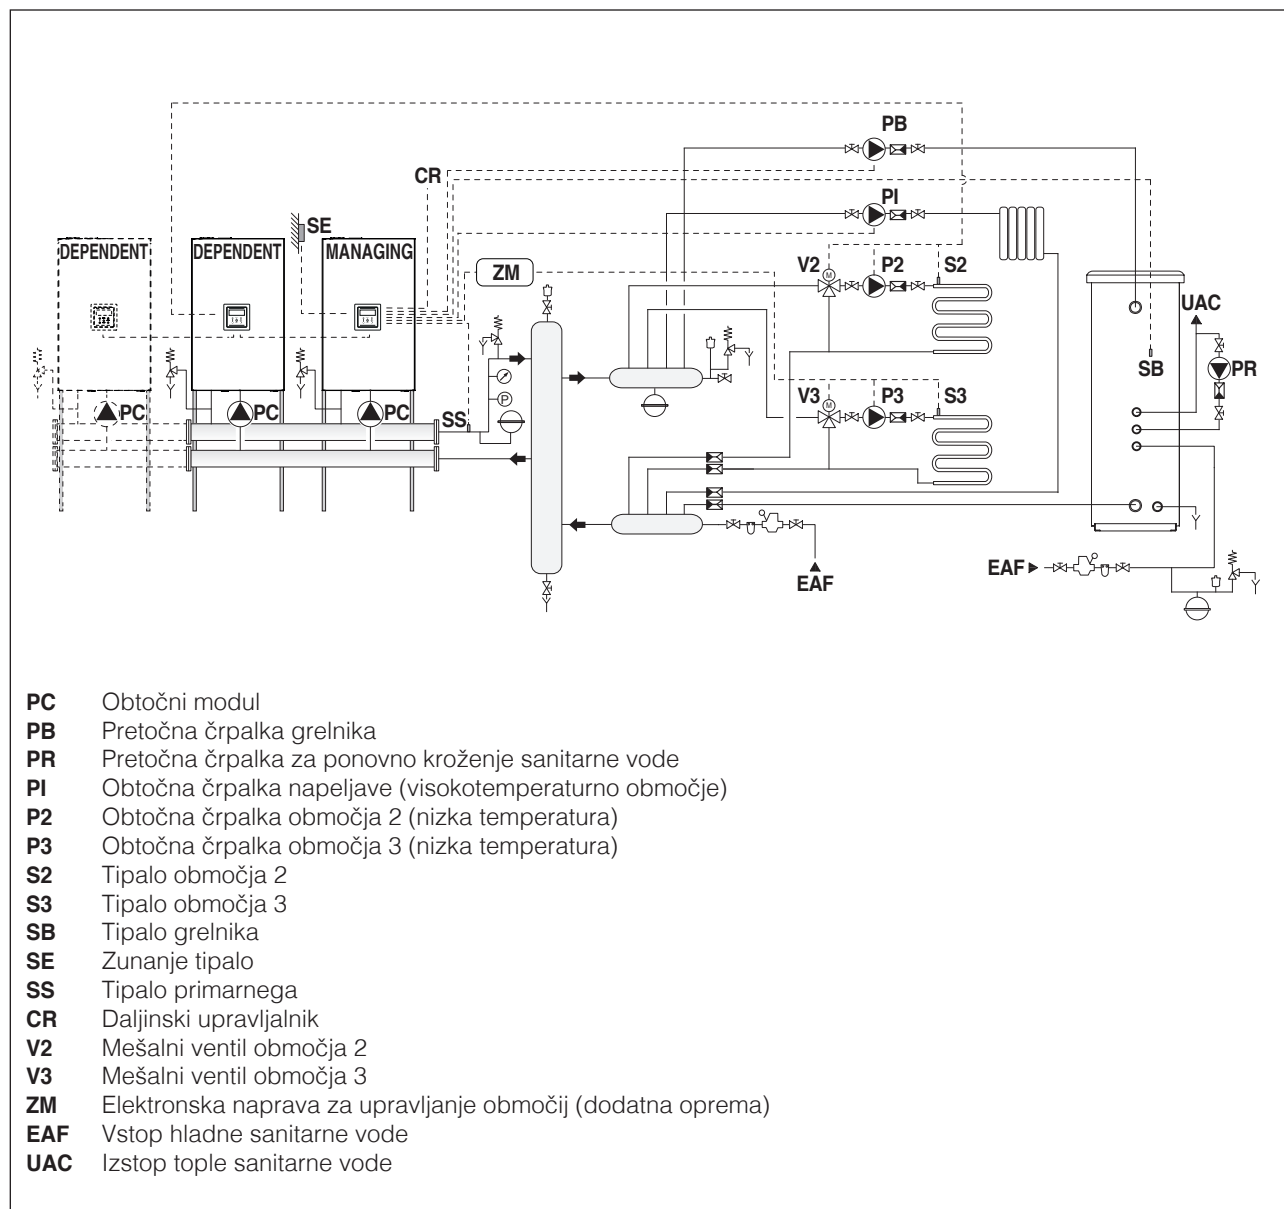 PB
CR
PI
SE
DEPENDENT
DEPENDENT
MANAGING
ZM
V2
M
P2
S2
UAC
SB
PR
P
PC
PC
PC
SS
V3
M
P3
S3
EAF
EAF
PC Obtočni modul
PB Pretočna črpalka grelnika
PR Pretočna črpalka za ponovno kroženje sanitarne vode
PI Obtočna črpalka napeljave (visokotemperaturno območje)
P2 Obtočna črpalka območja 2 (nizka temperatura)
P3 Obtočna črpalka območja 3 (nizka temperatura)
S2 Tipalo območja 2
S3 Tipalo območja 3
SB Tipalo grelnika
SE Zunanje tipalo
SS Tipalo primarnega
CR Daljinski upravljalnik
V2 Mešalni ventil območja 2
V3 Mešalni ventil območja 3
ZM Elektronska naprava za upravljanje območij (dodatna oprema)
EAF Vstop hladne sanitarne vode
UAC Izstop tople sanitarne vode